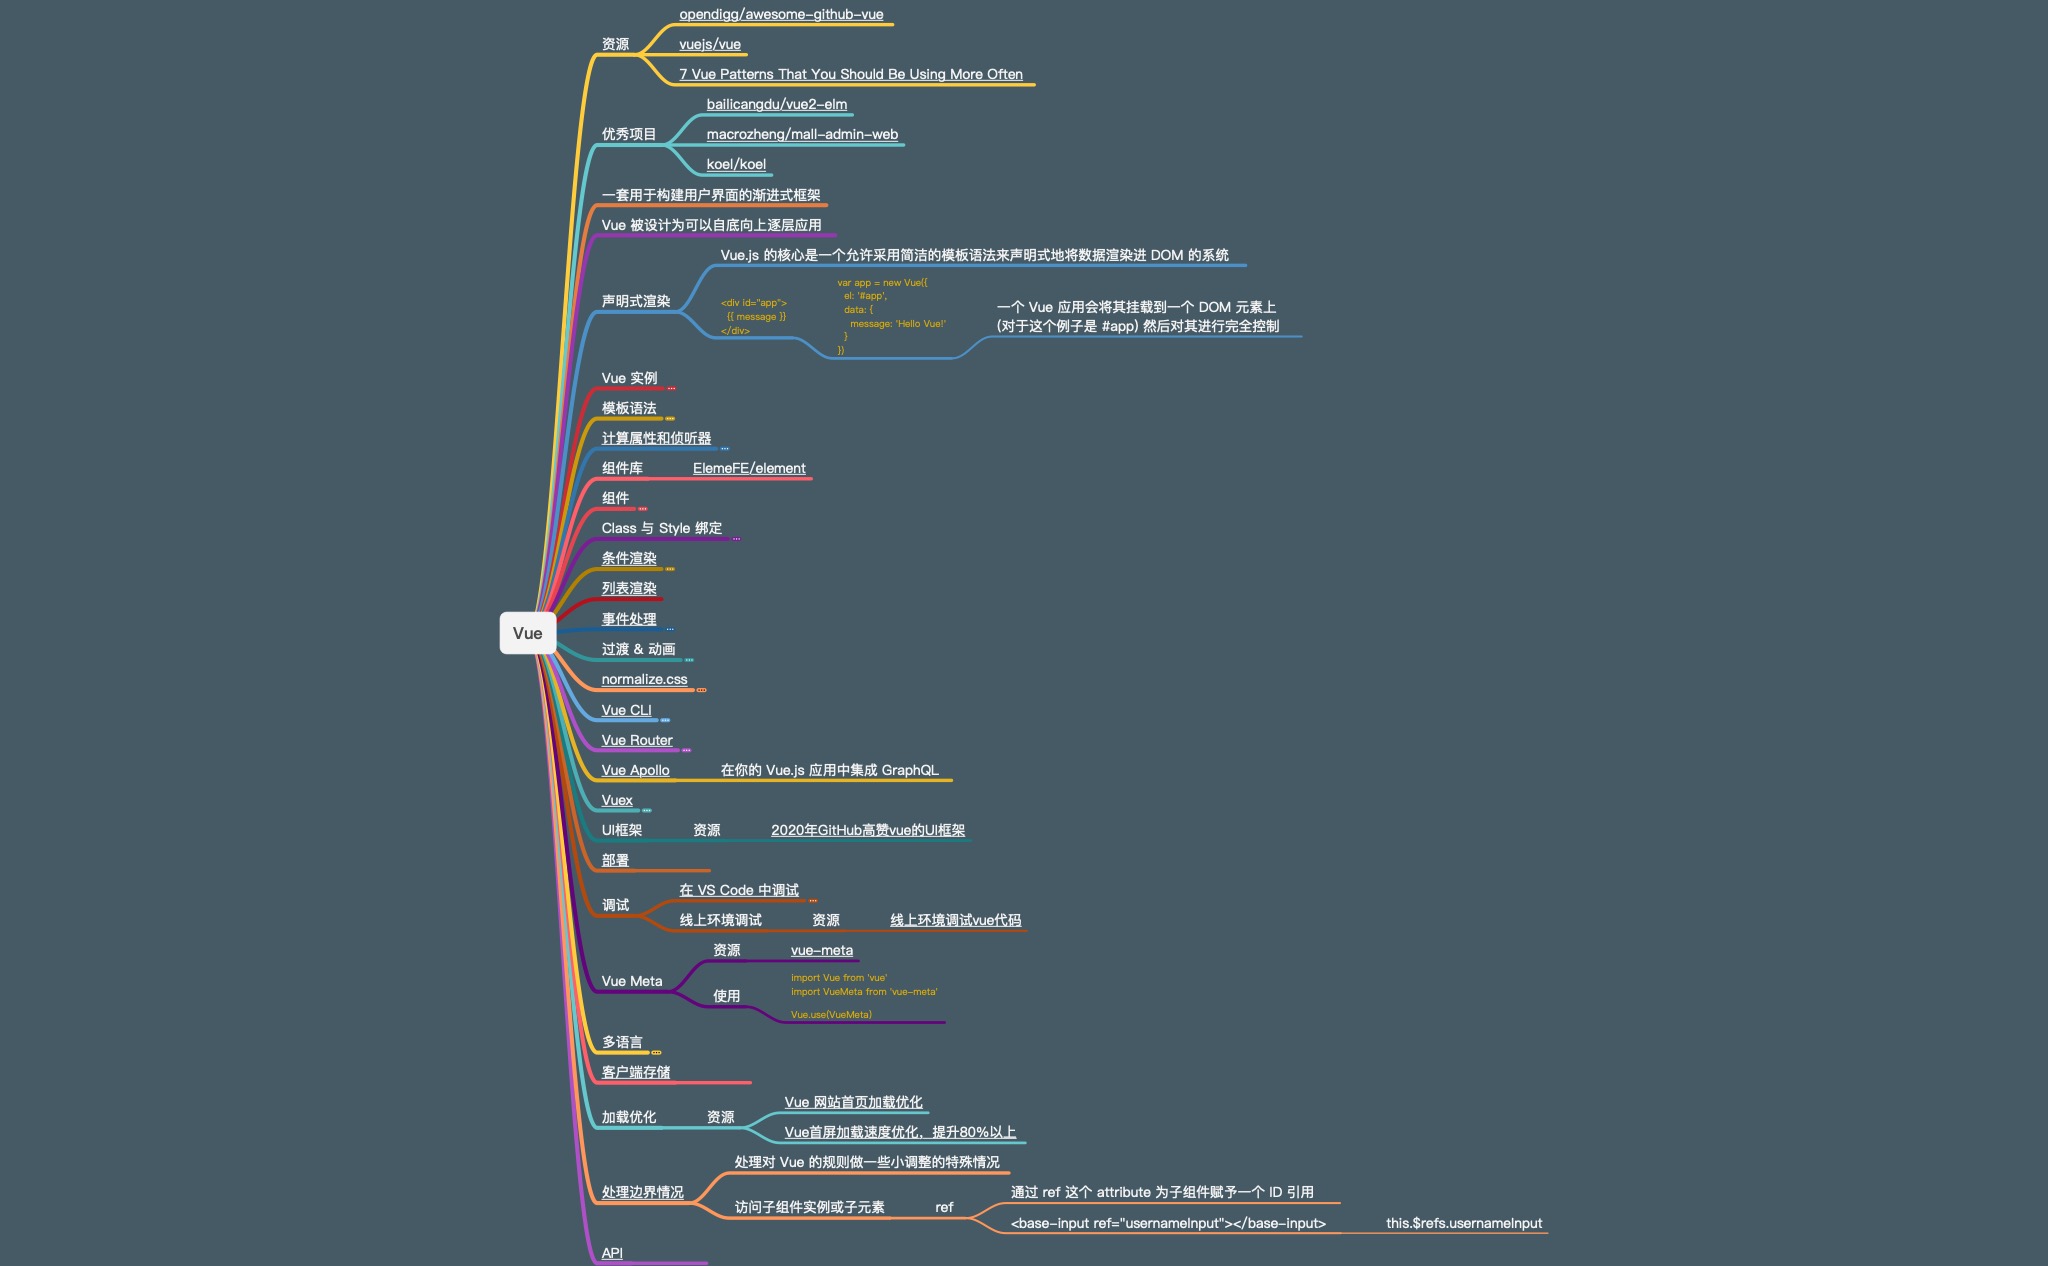 opendigg/awesome-github-vue
资源
vuejs/vue
7 Vue Patterns That You Should Be Using More Often
bailicangdu/vue2-elm
优秀项目
macrozheng/mall-admin-web
koel/koel
一套用于构建用户界面的渐进式框架
Vue 被设计为可以自底向上逐层应用
Vue.js 的核心是一个允许采用简洁的模板语法来声明式地将数据渲染进 DOM 的系统
声明式渲染
<div id="app">
{{ message }}
</div>
var app = new Vue({
el: '#app',
data: {
message: 'Hello Vue!'
}
})
一个 Vue 应用会将其挂载到一个 DOM 元素上
(对于这个例子是 #app) 然后对其进行完全控制
Vue 实例
模板语法
计算属性和侦听器
组件库
ElemeFE/element
组件
Class 与 Style 绑定
条件渲染
列表渲染
事件处理
Vue
过渡 & 动画
normalize.css
Vue CLI
Vue Router
Vue Apollo
在你的 Vue.js 应用中集成 GraphQL
Vuex
UI框架
资源
2020年GitHub高赞vue的UI框架
部署
调试
在 VS Code 中调试
线上环境调试
资源
线上环境调试vue代码
Vue Meta
资源
vue-meta
使用
import Vue from 'vue'
import VueMeta from 'vue-meta'
Vue.use(VueMeta)
多语言
客户端存储
加载优化
资源
Vue 网站首页加载优化
Vue首屏加载速度优化，提升80%以上
处理边界情况
处理对 Vue 的规则做一些小调整的特殊情况
访问子组件实例或子元素
ref
通过 ref 这个 attribute 为子组件赋予一个 ID 引用
<base-input ref="usernameInput"></base-input>
this.$refs.usernameInput
API